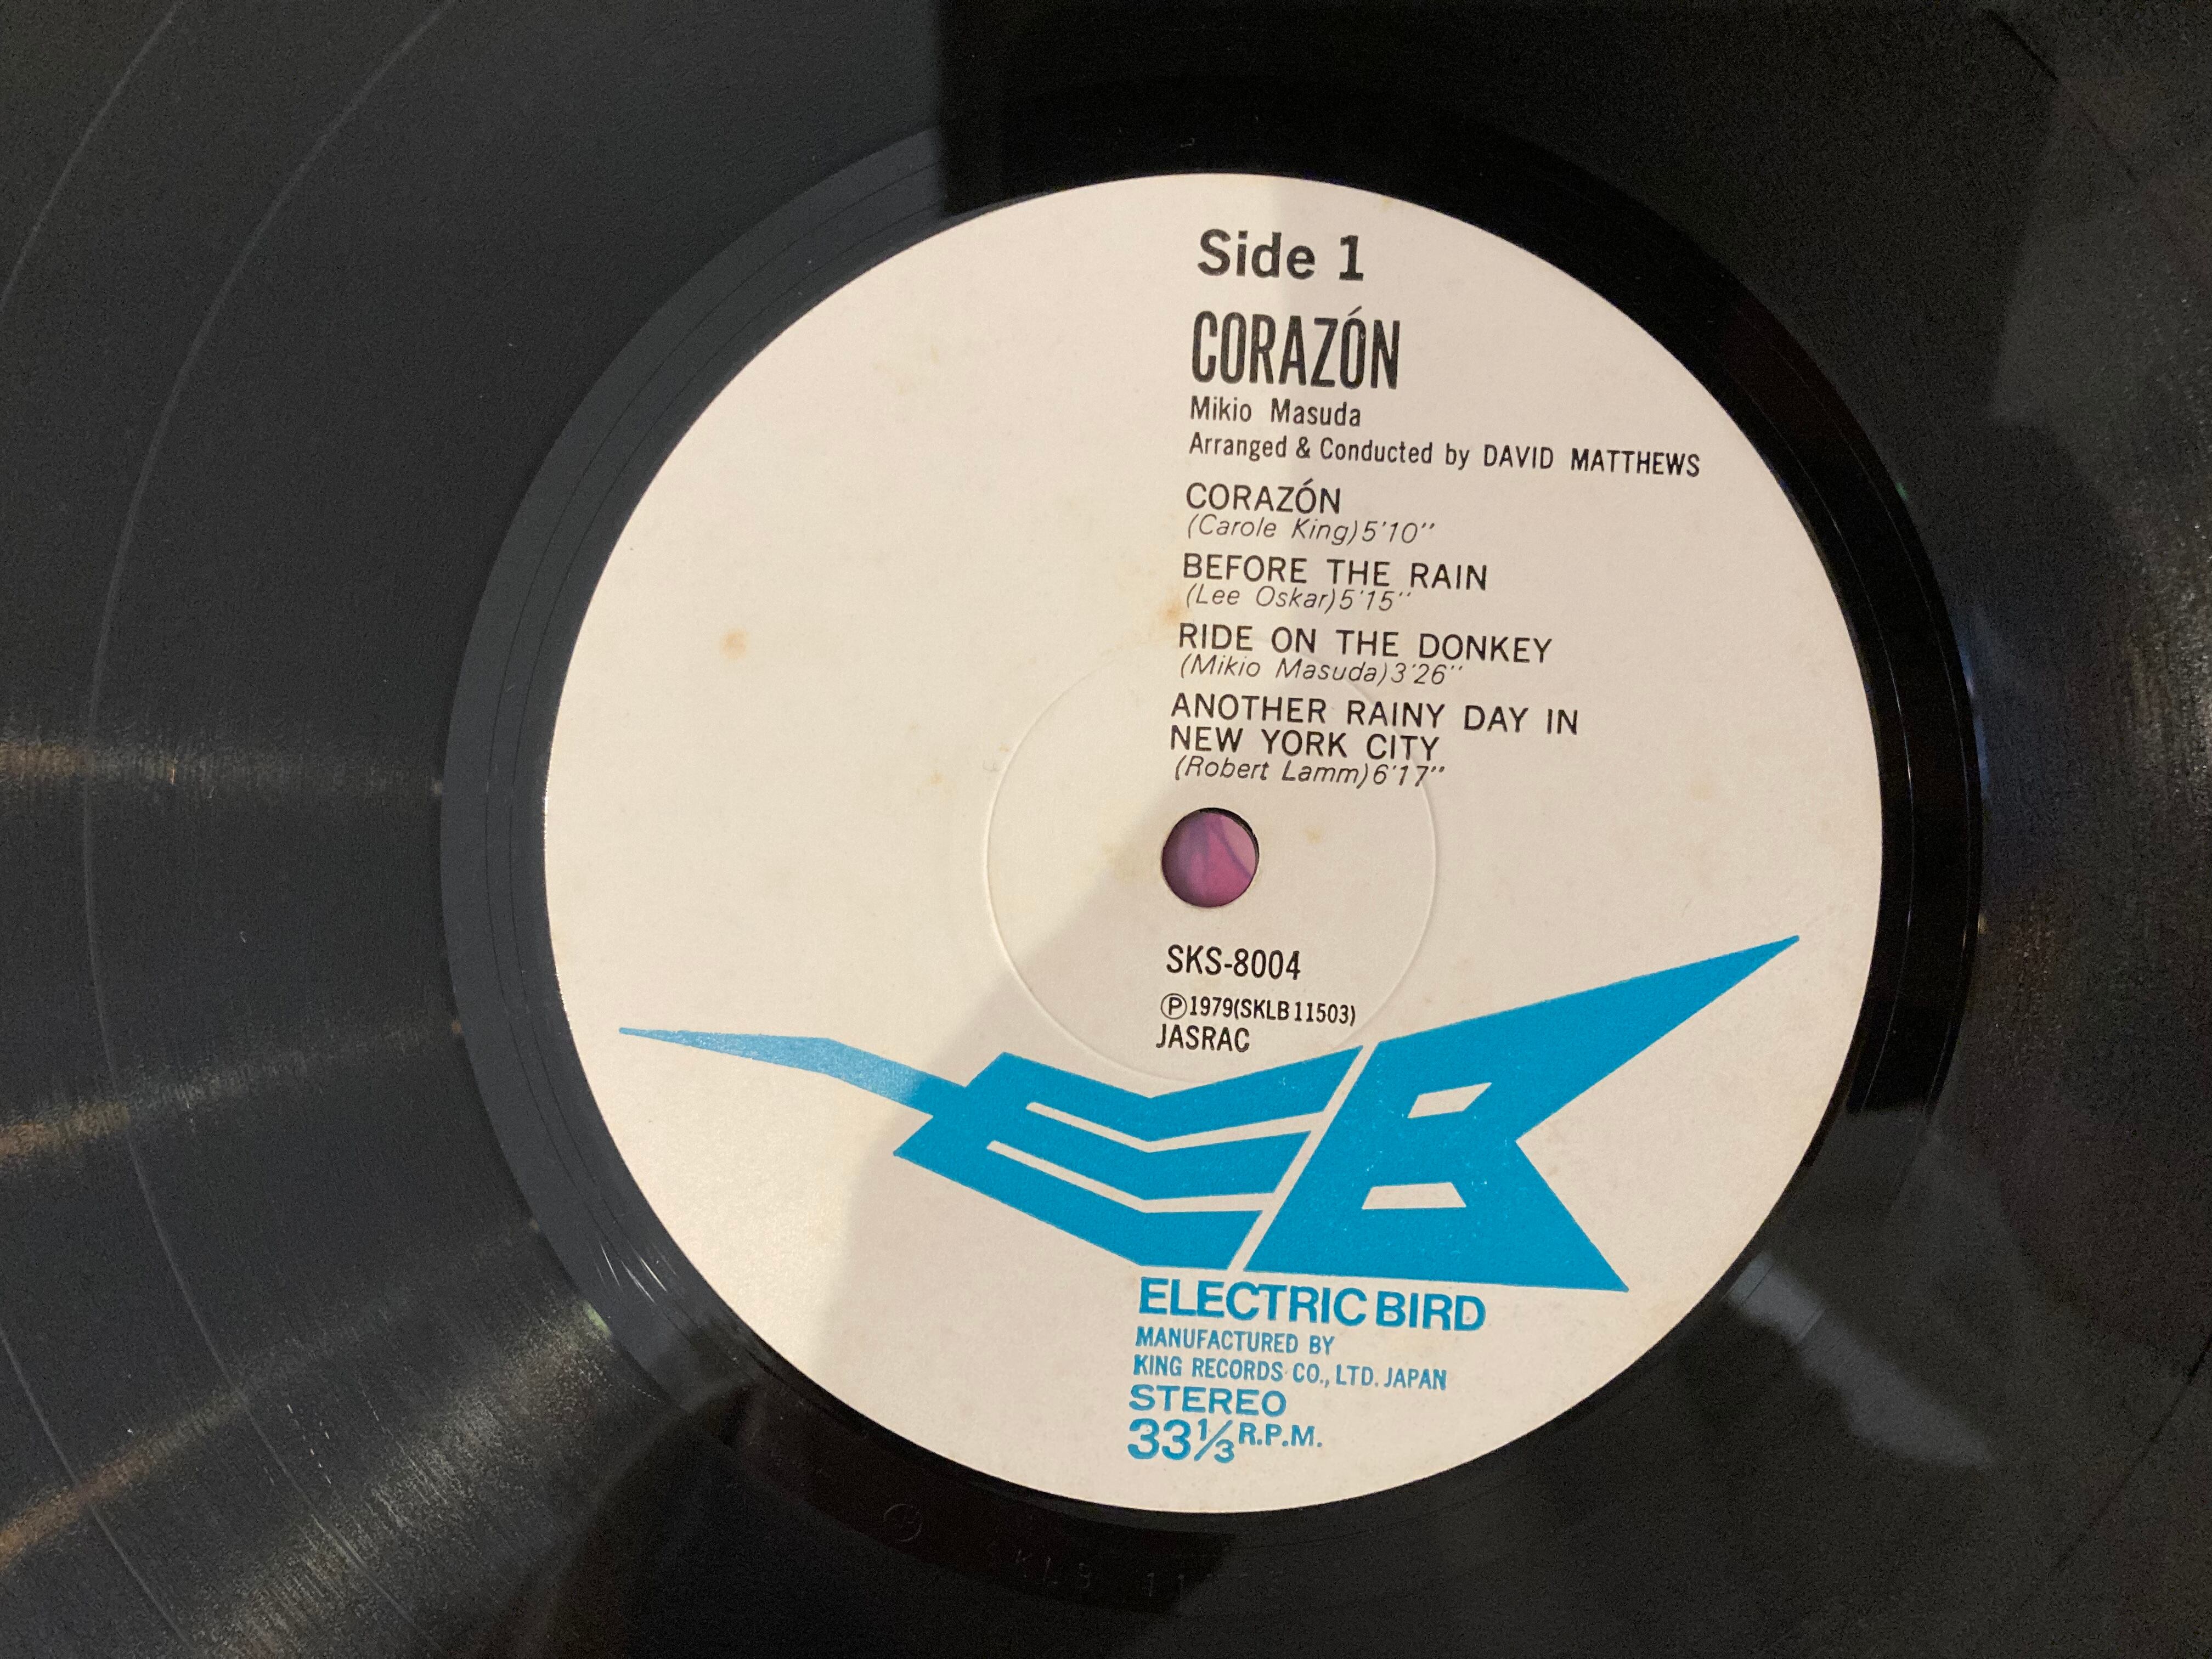 Side 1
CORAZÓN
Mikio Masuda
Arranged & Conducted by DAVID MATTHEWS
CORAZÓN
(Carole King)5'10''
BEFORE THE RAIN
(Lee Oskar)5'15''
RIDE ON THE DONKEY
(Mikio Masuda)3'26''
ANOTHER RAINY DAY IN
NEW YORK CITY
(Robert Lamm)6'17''
SKS-8004
Ⓟ1979(SKLB11503)
JASRAC
EB
ELECTRIC BIRD
MANUFACTURED BY
KING RECORDS CO., LTD. JAPAN
STEREO
33⅓ R.P.M.